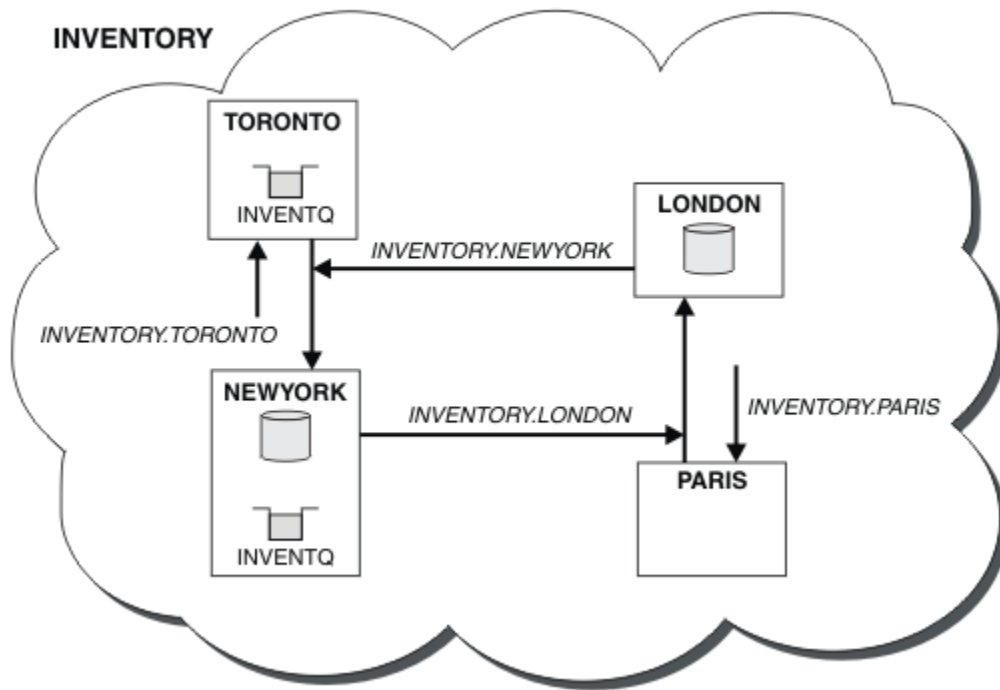 INVENTORY
TORONTO
INVENTQ
LONDON
INVENTORY.NEWYORK
INVENTORY.TORONTO
NEWYORK
INVENTORY.LONDON
INVENTORY.PARIS
PARIS
INVENTQ